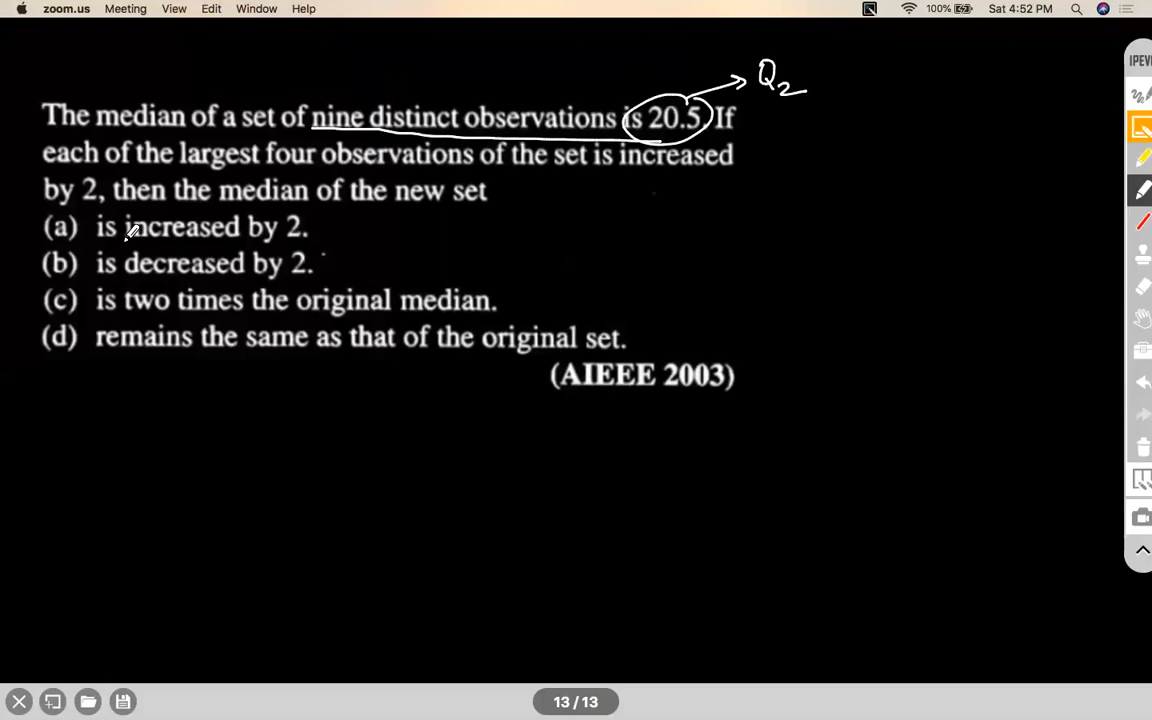 zoom.us Meeting View Edit Window Help 100% Sat 4:52 PM
Q2
IPEV
The median of a set of nine distinct observations is 20.5. If
each of the largest four observations of the set is increased
by 2, then the median of the new set
(a) is increased by 2.
(b) is decreased by 2.
(c) is two times the original median.
(d) remains the same as that of the original set.
(AIEEE 2003)
13/13